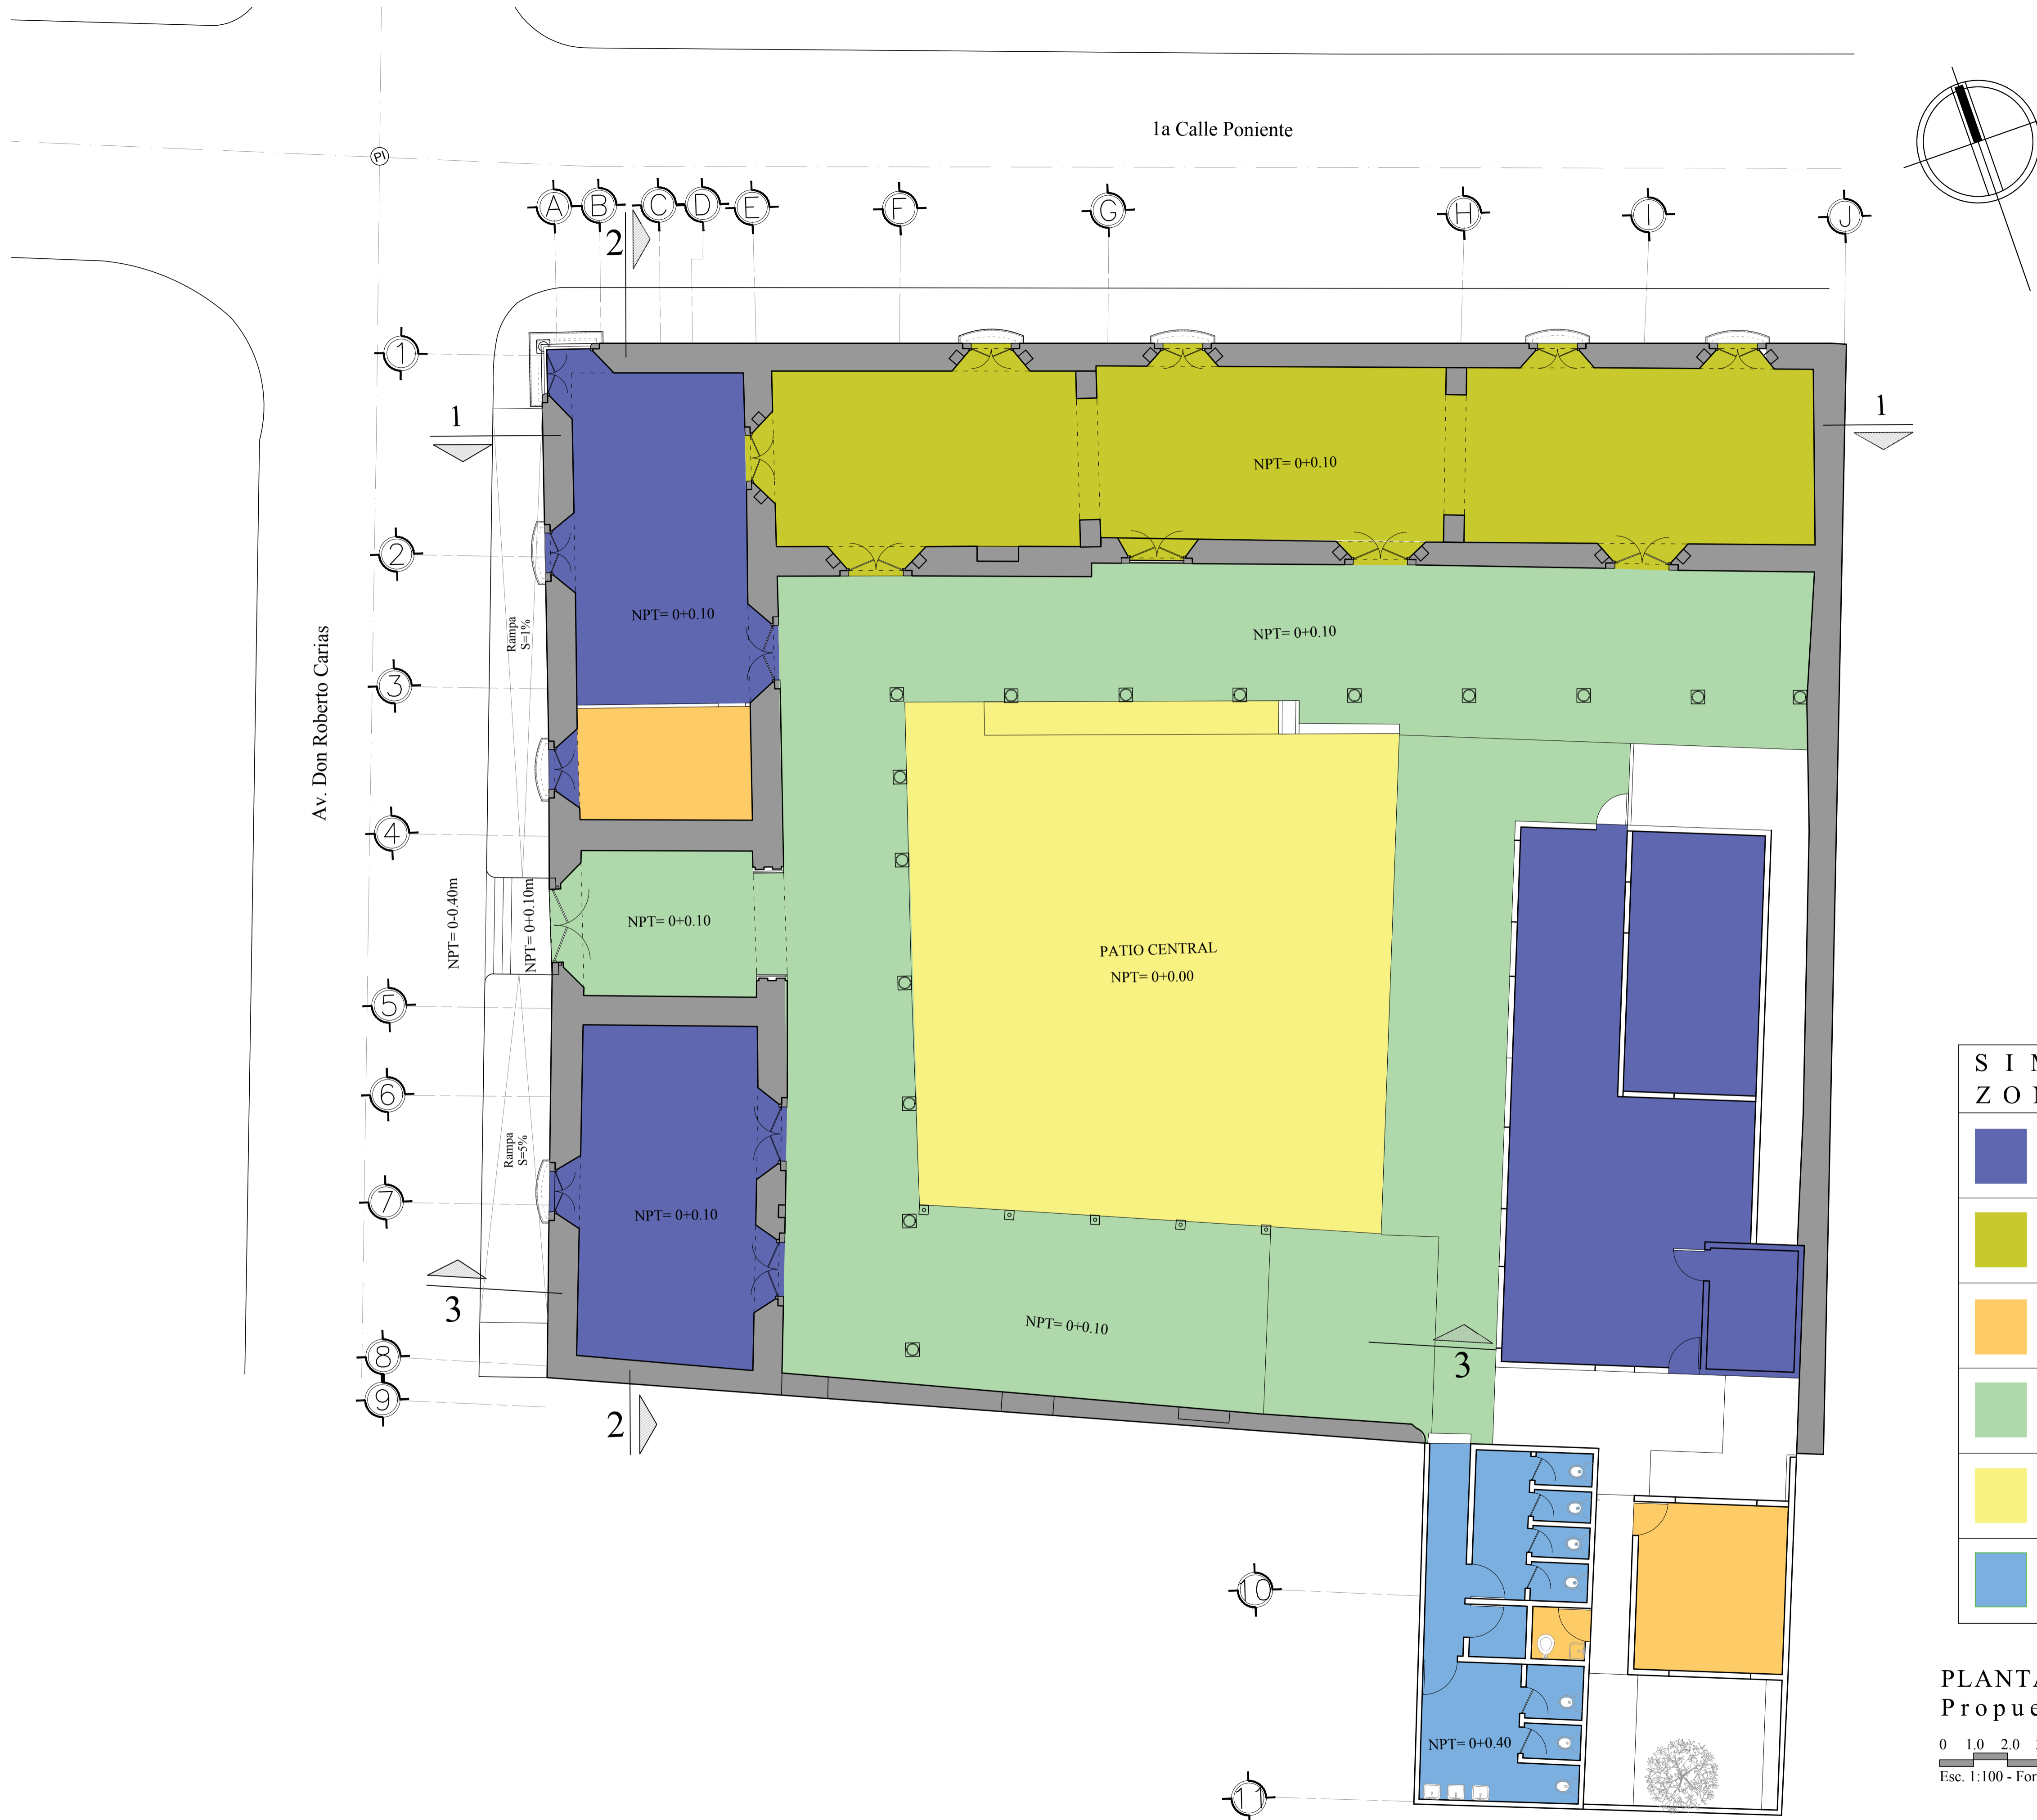 1a Calle Poniente
PI
A
B
C
D
E
F
G
H
I
J
2
1
1
1
2
3
4
5
6
7
8
9
10
11
Av. Don Roberto Carias
Rampa
S=1%
NPT= 0+0.10
NPT= 0+0.10
NPT= 0+0.10
NPT= 0-0.40m
NPT= 0+0.10m
NPT= 0+0.10
PATIO CENTRAL
NPT= 0+0.00
Rampa
S=5%
NPT= 0+0.10
NPT= 0+0.10
3
3
2
NPT= 0+0.40
0 1.0 2.0
Esc. 1:100 - For